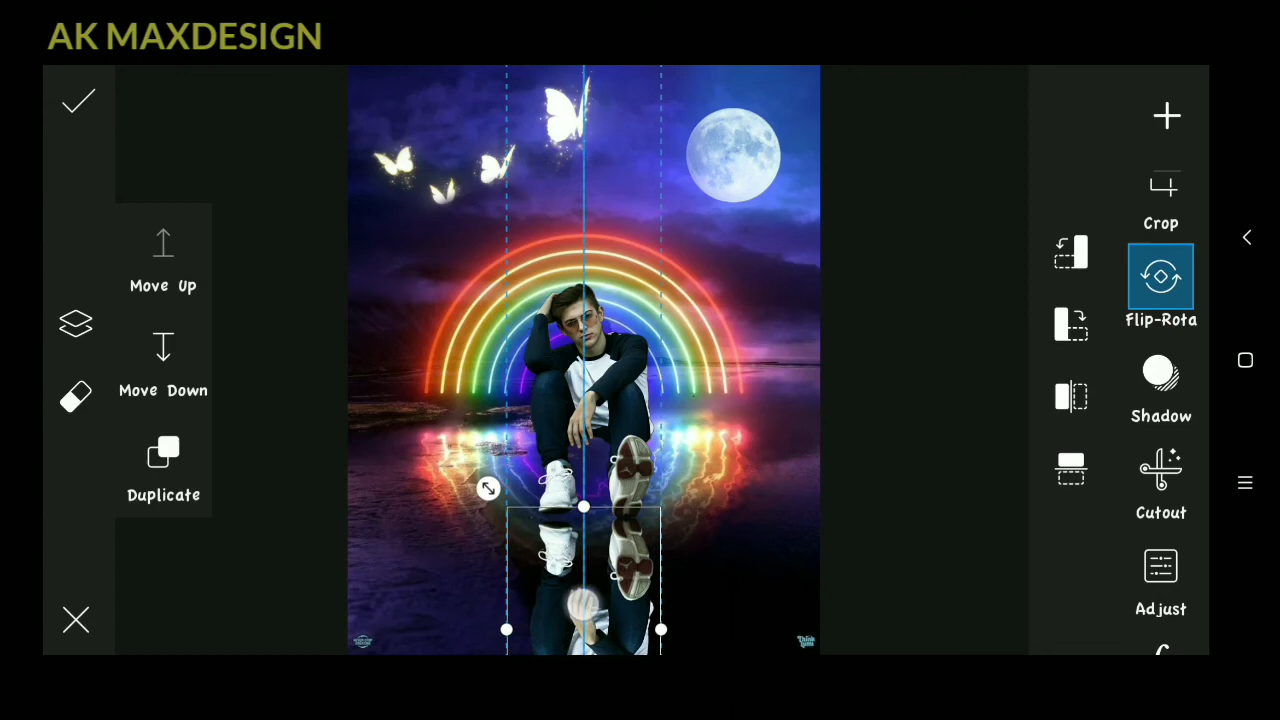 AK MAXDESIGN
Move Up
Move Down
Duplicate
Crop
Flip-Rota
Shadow
Cutout
Adjust